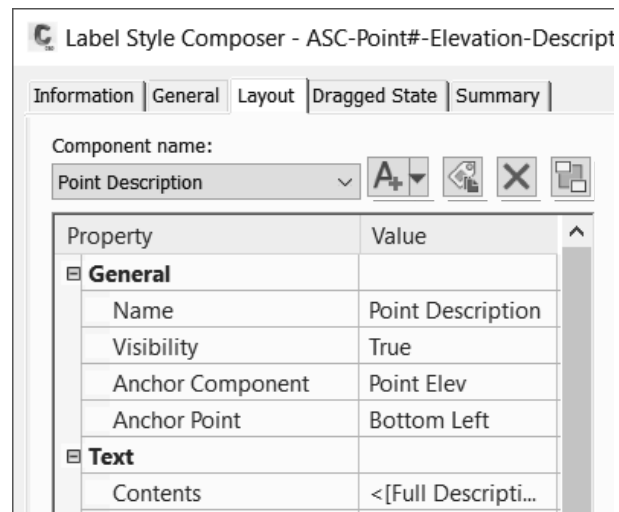 Label Style Composer - ASC-Point#-Elevation-Descript
Information General Layout Dragged State Summary
Component name:
Point Description
Property Value
General
Name Point Description
Visibility True
Anchor Component Point Elev
Anchor Point Bottom Left
Text
Contents <[Full Descripti...